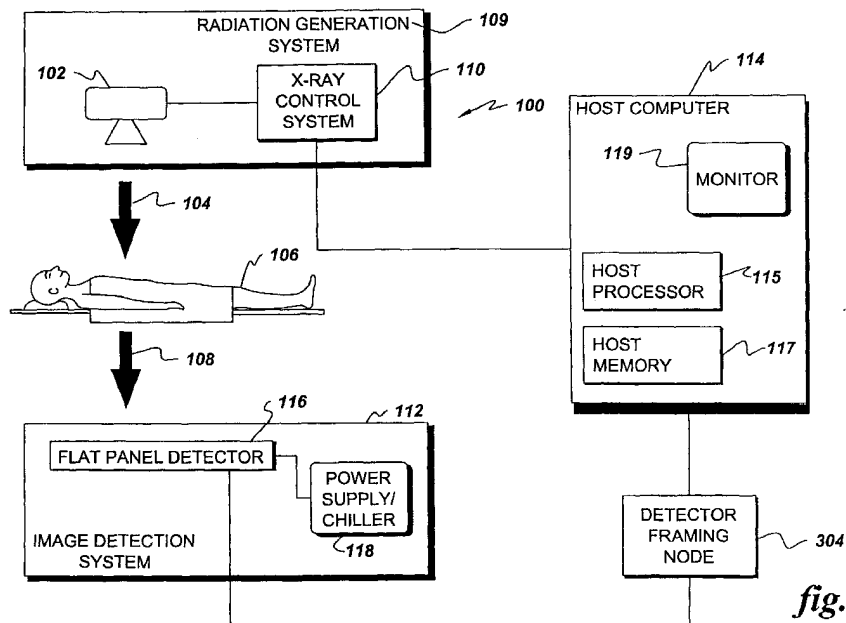 RADIATION GENERATION
SYSTEM
109
102
X-RAY
CONTROL
SYSTEM
110
100
114
HOST COMPUTER
119
MONITOR
104
106
HOST
PROCESSOR
115
HOST
MEMORY
117
108
116
112
FLAT PANEL DETECTOR
POWER
SUPPLY/
CHILLER
118
IMAGE DETECTION
SYSTEM
DETECTOR
FRAMING
NODE
304
fig.